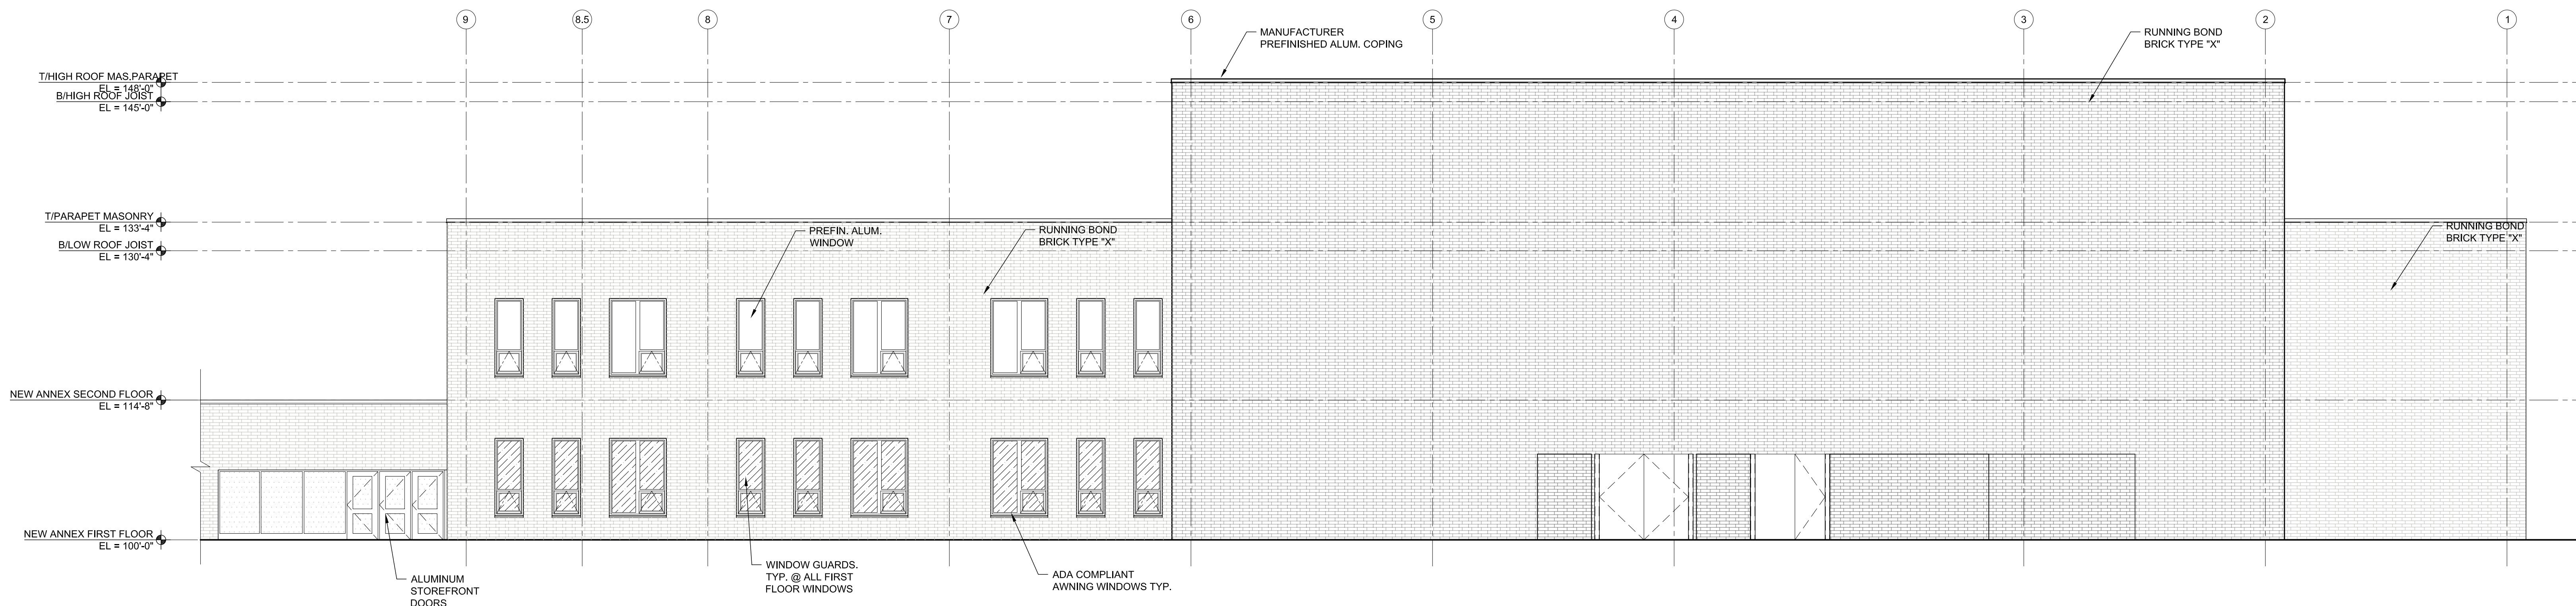 9
8.5
8
7
6
5
4
3
2
1
MANUFACTURER
PREFINISHED ALUM. COPING
RUNNING BOND
BRICK TYPE "X"
T/HIGH ROOF MAS.PARAPET
EL = 148'-0"
B/HIGH ROOF JOIST
EL = 145'-0"
T/PARAPET MASONRY
EL = 133'-4"
B/LOW ROOF JOIST
EL = 130'-4"
PREFIN. ALUM.
WINDOW
RUNNING BOND
BRICK TYPE "X"
RUNNING BOND
BRICK TYPE "X"
NEW ANNEX SECOND FLOOR
EL = 114'-8"
NEW ANNEX FIRST FLOOR
EL = 100'-0"
ALUMINUM
STOREFRONT
DOORS
WINDOW GUARDS.
TYP. @ ALL FIRST
FLOOR WINDOWS
ADA COMPLIANT
AWNING WINDOWS TYP.